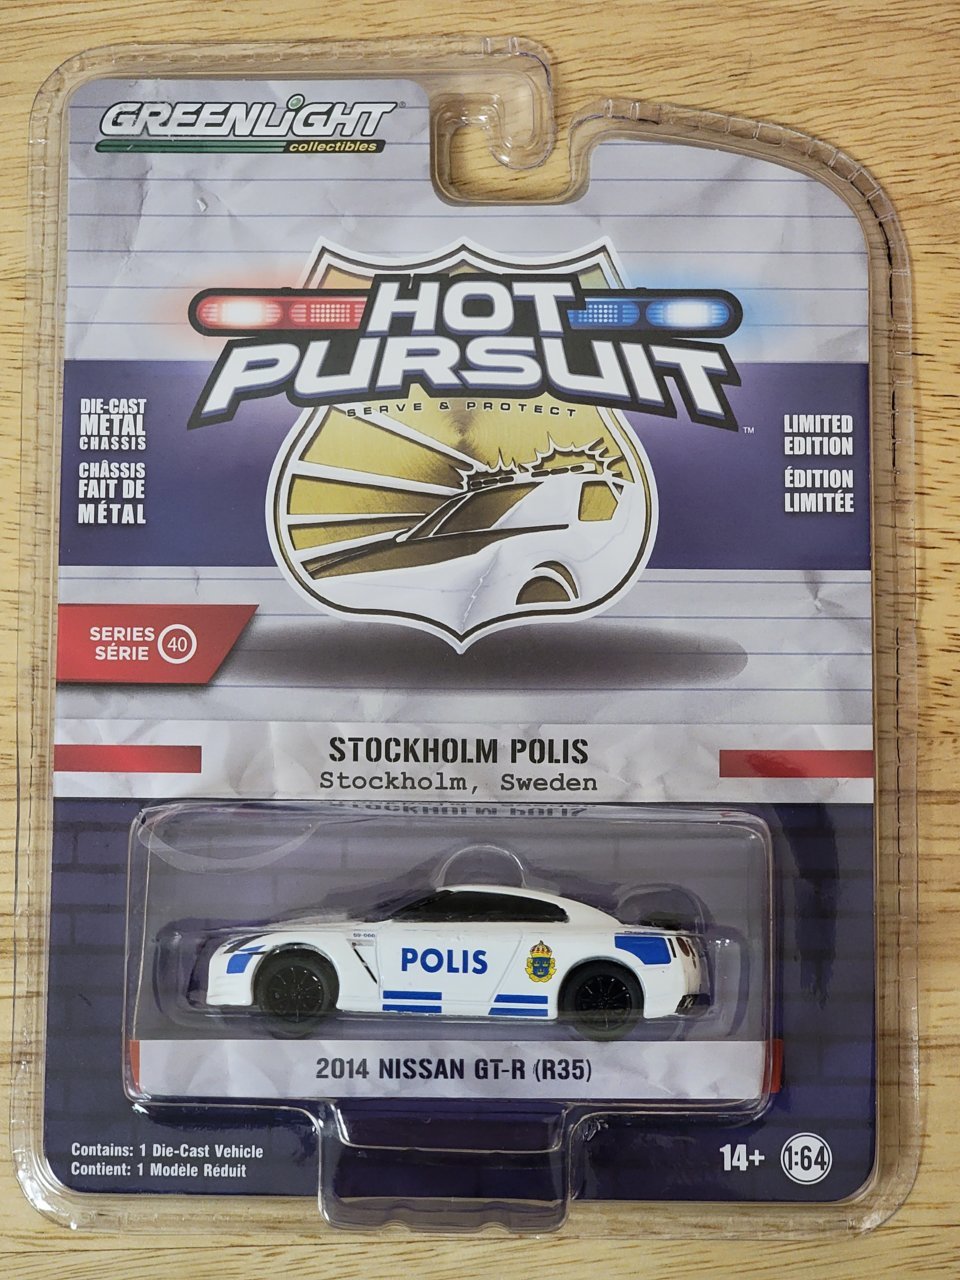 GREENLiGHT
collectibles
HOT
PURSUIT
SERVE & PROTECT
TM
DIE-CAST
METAL
CHASSIS
CHÂSSIS
FAIT DE
MÉTAL
LIMITED
EDITION
ÉDITION
LIMITÉE
SERIES
SÉRIE
40
STOCKHOLM POLIS
Stockholm, Sweden
POLIS
2014 NISSAN GT-R (R35)
Contains: 1 Die-Cast Vehicle
Contient: 1 Modèle Réduit
14+
1:64